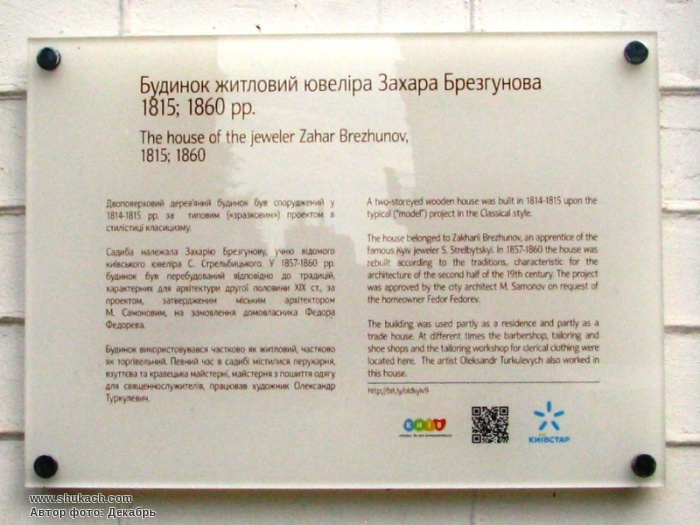 Будинок житловий ювеліра Захара Брезгунова
1815; 1860 рр.
The house of the jeweler Zahar Brezhunov,
1815; 1860
Двоповерховий дерев'яний будинок був споруджений у
1814-1815 рр. за типовим («зразковим») проектом в
стилістиці класицизму.
Садиба належала Захарію Брезгунову, учню відомого
київського ювеліра С. Стрельбицького. У 1857-1860 рр.
будинок був перебудований відповідно до традицій,
характерних для архітектури другої половини XIX ст., за
проектом, затвердженим міським архітектором
М. Самоновим, на замовлення домовласника Федора
Федорева.
Будинок використовувався частково як житловий, частково
як торгівельний. Певний час в садибі містилися перукарня,
взуттєва та кравецька майстерні, майстерня з пошиття одягу
для священнослужителів, працював художник Олександр
Туркулевич.
A two-storeyed wooden house was built in 1814-1815 upon the
typical ("model") project in the Classical style.
The house belonged to Zakharii Brezhunov, an apprentice of the
famous Kyiv jeweler S. Strelbytskyi. In 1857-1860 the house was
rebuilt according to the traditions, characteristic for the
architecture of the second half of the 19th century. The project
was approved by the city architect M. Samonov on request of
the homeowner Fedor Fedorev.
The building was used partly as a residence and partly as a
trade house. At different times the barbershop, tailoring and
shoe shops and the tailoring workshop for clerical clothing were
located here. The artist Oleksandr Turkulevych also worked in
this house.
http://bit.ly/oldkyiv9
КИЇВ
КИЇВСТАР
www.shukach.com
Автор фото: Декабрь